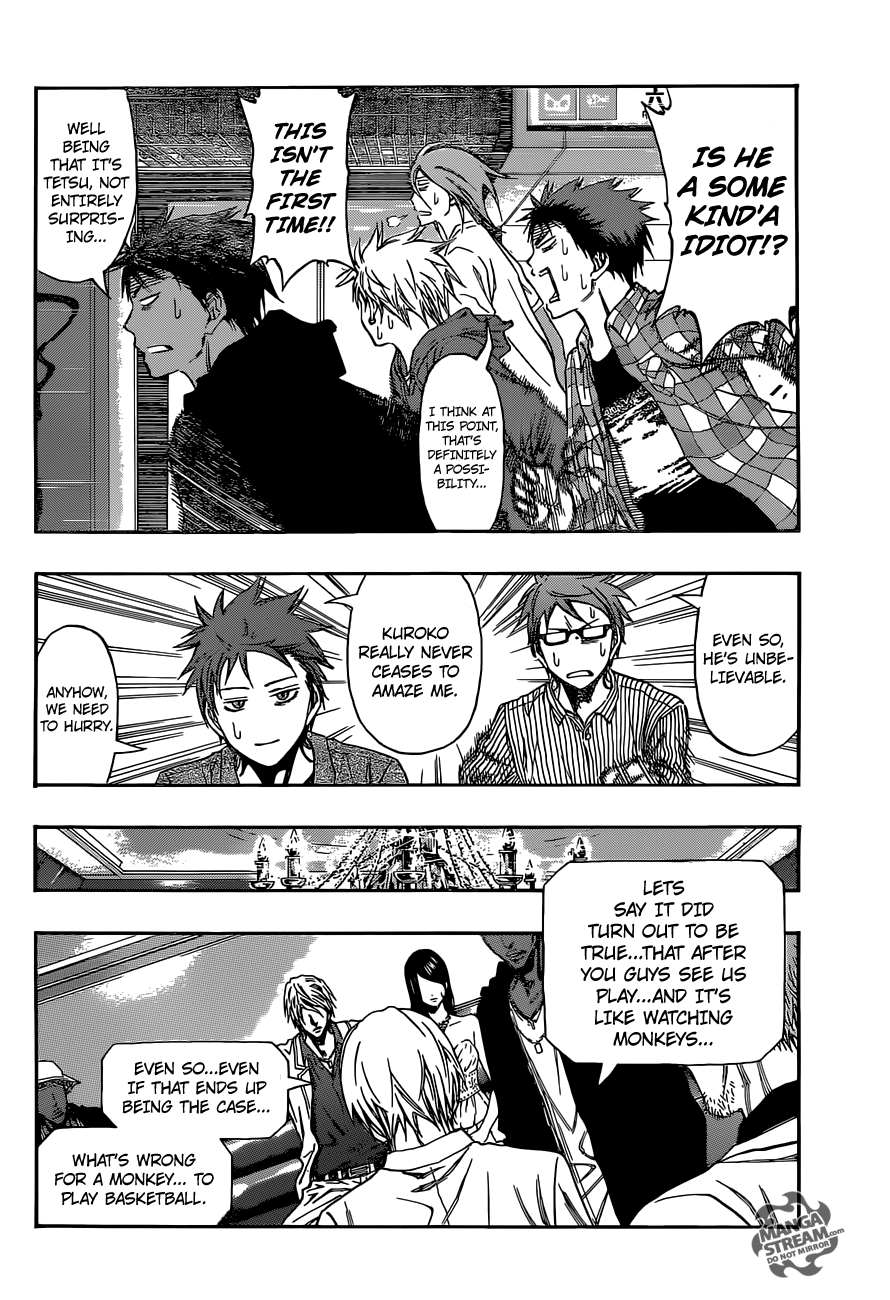 IS HE
A SOME
KIND'A
IDIOT!?
THIS
ISN'T
THE
FIRST
TIME!!
I THINK AT
THIS POINT,
THAT'S
DEFINITELY
A POSSI-
BILITY...
WELL
BEING
THAT IT'S
TETSU, NOT
ENTIRELY
SURPRIS-
ING...
六
EVEN SO,
HE'S UNBE-
LIEVABLE.
KUROKO
REALLY NEVER
CEASES TO
AMAZE ME.
ANYHOW,
WE NEED
TO HURRY.
LETS
SAY IT DID
TURN OUT TO BE
TRUE...THAT AFTER
YOU GUYS SEE US
PLAY...AND IT'S
LIKE WATCHING
MONKEYS...
EVEN SO...EVEN
IF THAT ENDS UP
BEING THE CASE...
WHAT'S WRONG
FOR A MONKEY... TO
PLAY BASKETBALL.
MANGA
STREAM.com
DO NOT MIRROR